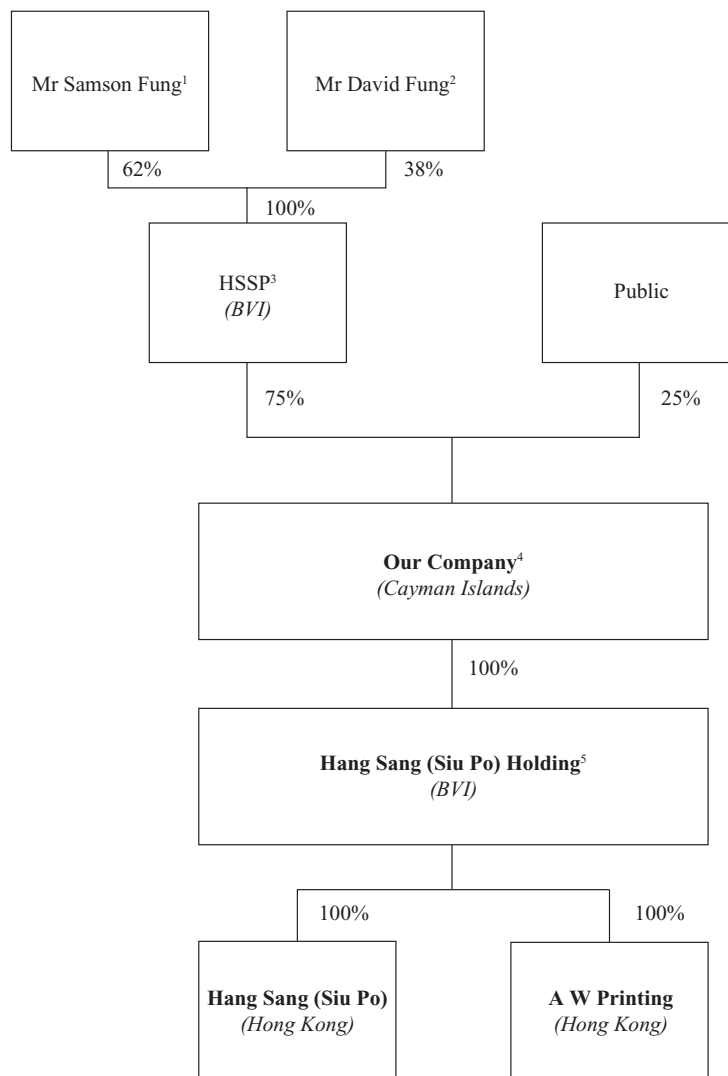 Mr Samson Fung¹
Mr David Fung²
62%
38%
100%
HSSP³
(BVI)
Public
75%
25%
Our Company⁴
(Cayman Islands)
100%
Hang Sang (Siu Po) Holding⁵
(BVI)
100%
100%
Hang Sang (Siu Po)
(Hong Kong)
A W Printing
(Hong Kong)